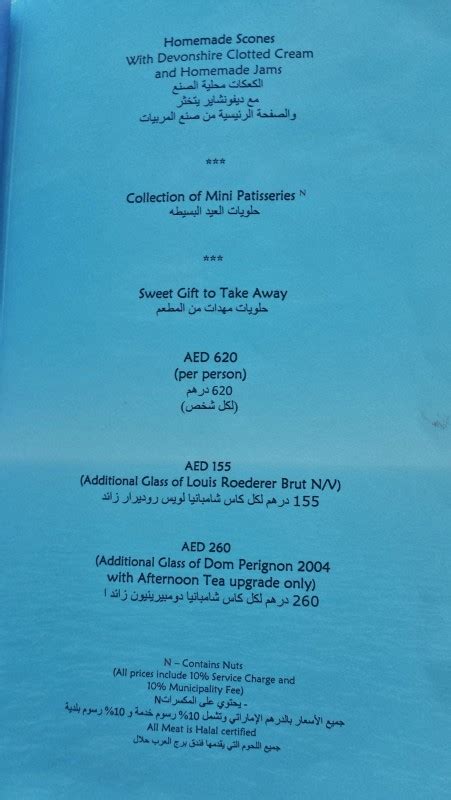 Homemade Scones
With Devonshire Clotted Cream
and Homemade Jams
الكعكات محلية الصنع
مع ديفونشاير يتخثر
والصفحة الرئيسية من صنع المربيات
***
Collection of Mini Patisseries N
حلويات العيد البسيطه
***
Sweet Gift to Take Away
حلويات مهدات من المطعم
AED 620
(per person)
620 درهم
(لكل شخص)
AED 155
(Additional Glass of Louis Roederer Brut N/V)
155 درهم لكل كاس شامبانيا لويس روديرار زائد
AED 260
(Additional Glass of Dom Perignon 2004
with Afternoon Tea upgrade only)
260 درهم لكل كاس شامبانيا دومبيرينيون زائد ا
N – Contains Nuts
(All prices include 10% Service Charge and
10% Municipality Fee)
- يحتوي على المكسراتN
جميع الأسعار بالدرهم الإماراتي وتشمل 10% رسوم خدمة و 10% رسوم بلدية
All Meat is Halal certified
جميع اللحوم التي يقدمها فندق برج العرب حلال